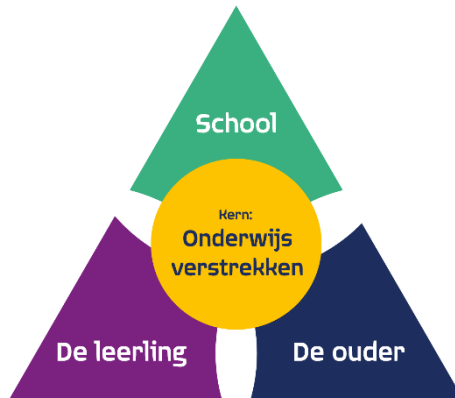 School
Kern:
Onderwijs
verstrekken
De leerling
De ouder